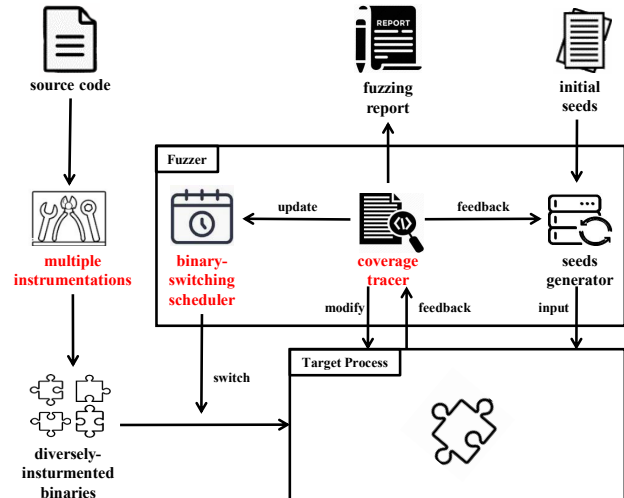 REPORT
source code
fuzzing
report
initial
seeds
Fuzzer
update
feedback
multiple
instrumentations
binary-
switching
scheduler
coverage
tracer
seeds
generator
modify
feedback
input
Target Process
switch
diversely-
insturmented
binaries